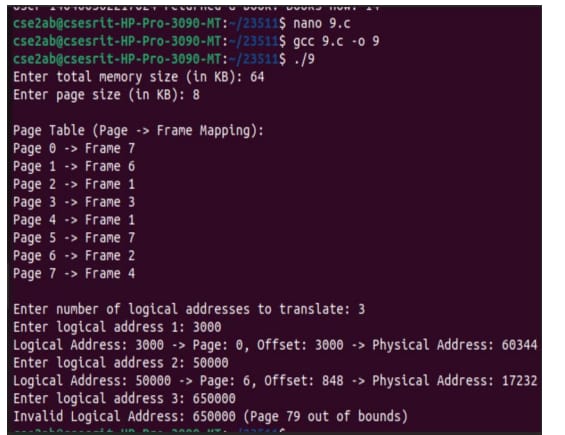 cse2ab@csesrit-HP-Pro-3090-MT:~/23511$ nano 9.c
cse2ab@csesrit-HP-Pro-3090-MT:~/23511$ gcc 9.c -o 9
cse2ab@csesrit-HP-Pro-3090-MT:~/23511$ ./9
Enter total memory size (in KB): 64
Enter page size (in KB): 8
Page Table (Page -> Frame Mapping):
Page 0 -> Frame 7
Page 1 -> Frame 6
Page 2 -> Frame 1
Page 3 -> Frame 3
Page 4 -> Frame 1
Page 5 -> Frame 7
Page 6 -> Frame 2
Page 7 -> Frame 4
Enter number of logical addresses to translate: 3
Enter logical address 1: 3000
Logical Address: 3000 -> Page: 0, Offset: 3000 -> Physical Address: 60344
Enter logical address 2: 50000
Logical Address: 50000 -> Page: 6, Offset: 848 -> Physical Address: 17232
Enter logical address 3: 650000
Invalid Logical Address: 650000 (Page 79 out of bounds)